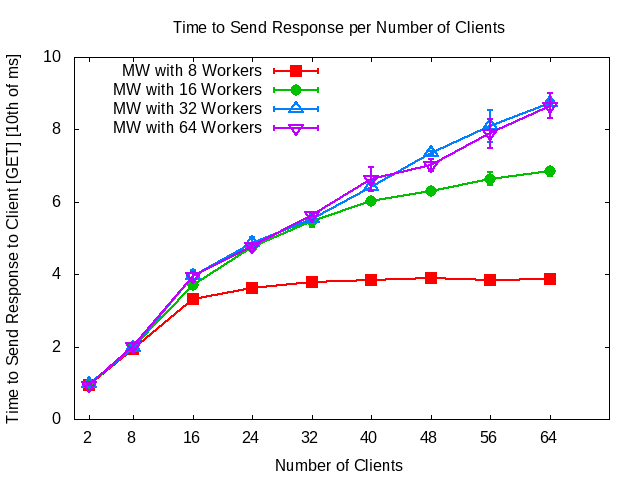 Time to Send Response per Number of Clients
Time to Send Response to Client [GET] [10th of ms]
10
8
6
4
2
0
MW with 8 Workers
MW with 16 Workers
MW with 32 Workers
MW with 64 Workers
2 8 16 24 32 40 48 56 64
Number of Clients